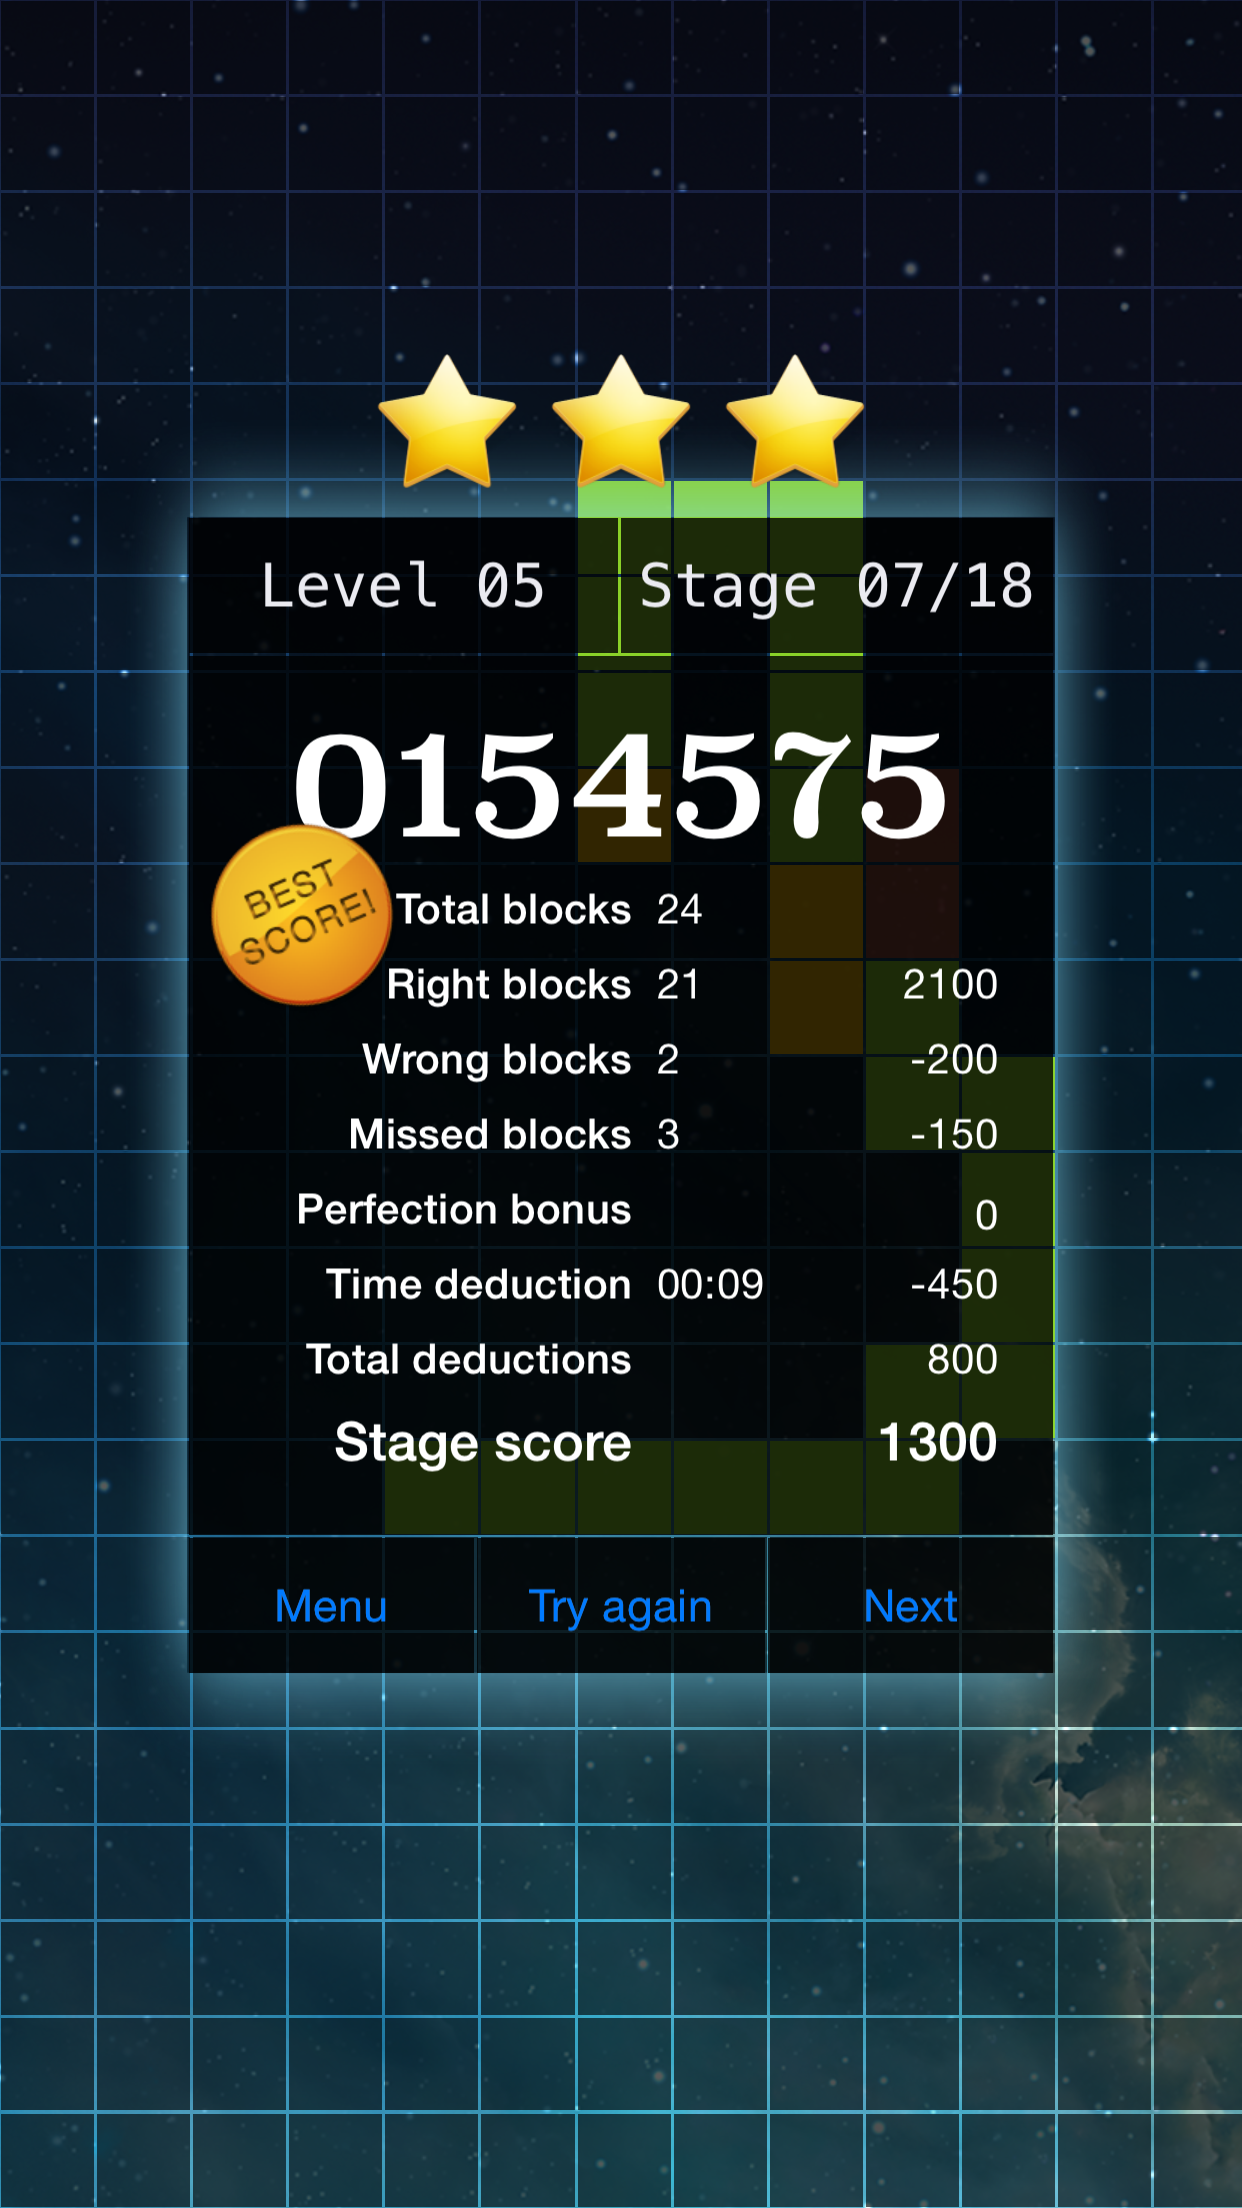 Level 05 Stage 07/18
0154575
BEST
SCORE!
Total blocks 24
Right blocks 21 2100
Wrong blocks 2 -200
Missed blocks 3 -150
Perfection bonus 0
Time deduction 00:09 -450
Total deductions 800
Stage score 1300
Menu Try again Next